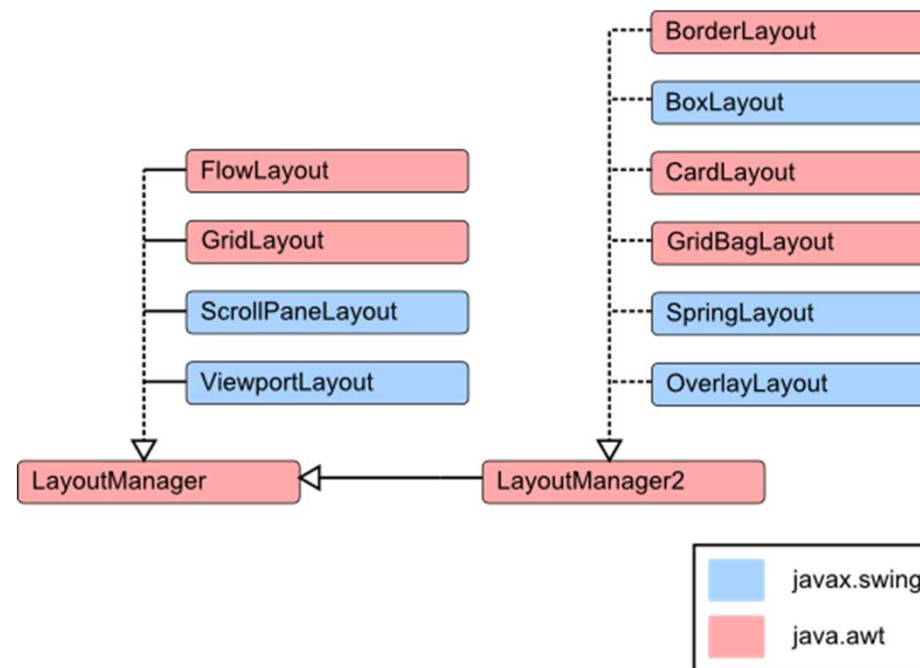 BorderLayout
BoxLayout
FlowLayout
CardLayout
GridLayout
GridBagLayout
ScrollPaneLayout
SpringLayout
ViewportLayout
OverlayLayout
LayoutManager
LayoutManager2
javax.swing
java.awt